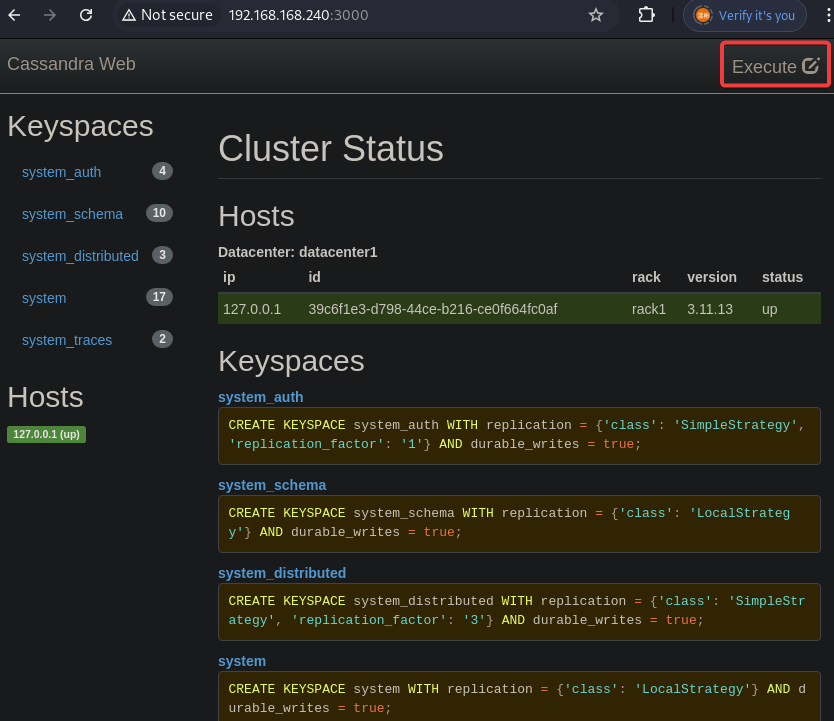 Not secure 192.168.168.240:3000 Verify it's you
Cassandra Web Execute
Keyspaces
system_auth 4
system_schema 10
system_distributed 3
system 17
system_traces 2
Hosts
127.0.0.1 (up)
Cluster Status
Hosts
Datacenter: datacenter1
ip id rack version status
127.0.0.1 39c6f1e3-d798-44ce-b216-ce0f664fc0af rack1 3.11.13 up
Keyspaces
system_auth
CREATE KEYSPACE system_auth WITH replication = {'class': 'SimpleStrategy',
'replication_factor': '1'} AND durable_writes = true;
system_schema
CREATE KEYSPACE system_schema WITH replication = {'class': 'LocalStrateg
y'} AND durable_writes = true;
system_distributed
CREATE KEYSPACE system_distributed WITH replication = {'class': 'SimpleStr
ategy', 'replication_factor': '3'} AND durable_writes = true;
system
CREATE KEYSPACE system WITH replication = {'class': 'LocalStrategy'} AND d
urable_writes = true;